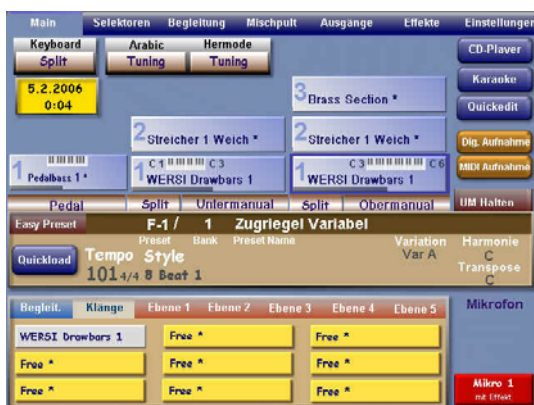 Main Selektoren Begleitung Mischpult Ausgänge Effekte Einstellungen
Keyboard Arabic Hermode CD-Player
Split Tuning Tuning
Karaoke
5.2.2006
0:04
3 Brass Section *
Quickedit
2 Streicher 1 Weich * 2 Streicher 1 Weich *
Dig. Aufnahme
C 1 C 3 C 3 C 6
1 Pedalbass 1 * 1 WERSI Drawbars 1 1 WERSI Drawbars 1
MIDI Aufnahme
Pedal Split Untermanual Split Obermanual UM Halten
Easy Preset F-1 / 1 Zugriegel Variabel
Preset Bank Preset Name Variation Harmonie
Quickload Tempo Style Var A C
Transpose
101 4/4 8 Beat 1 C
Begleit. Klänge Ebene 1 Ebene 2 Ebene 3 Ebene 4 Ebene 5 Mikrofon
WERSI Drawbars 1 Free * Free *
Free * Free * Free *
Free * Free * Free *
Mikro 1
mit Effekt